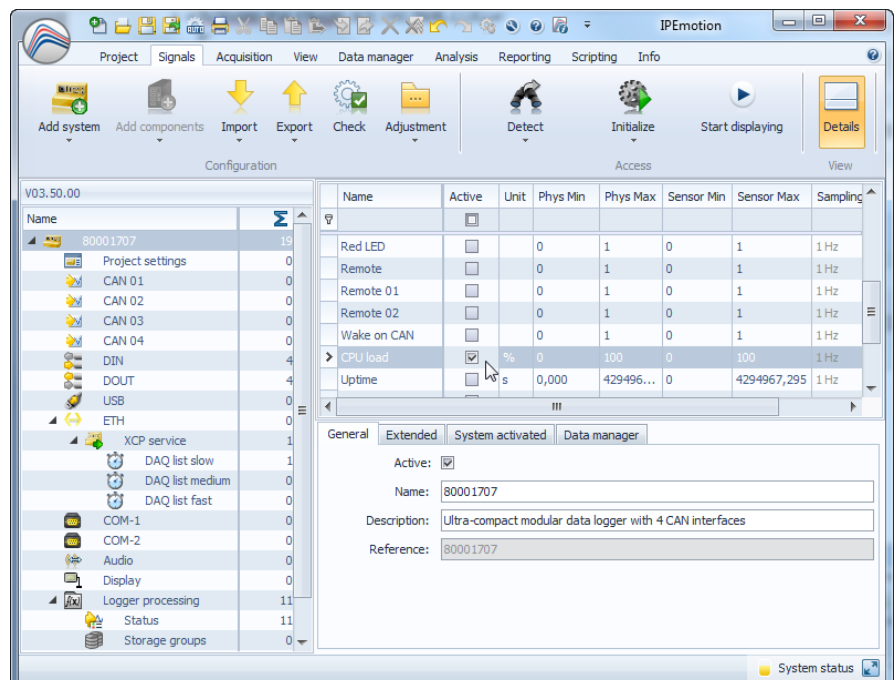 IPEmotion
Project Signals Acquisition View Data manager Analysis Reporting Scripting Info
Add system Add components Import Export Check Adjustment Detect Initialize Start displaying Details
Configuration Access View
V03.50.00
Name Σ
80001707 19
Project settings 0
CAN 01 0
CAN 02 0
CAN 03 0
CAN 04 0
DIN 4
DOUT 4
USB 0
ETH 0
XCP service 1
DAQ list slow 1
DAQ list medium 0
DAQ list fast 0
COM-1 0
COM-2 0
Audio 0
Display 0
Logger processing 11
Status 11
Storage groups 0
Name Active Unit Phys Min Phys Max Sensor Min Sensor Max Sampling
Red LED 0 1 0 1 1 Hz
Remote 0 1 0 1 1 Hz
Remote 01 0 1 0 1 1 Hz
Remote 02 0 1 0 1 1 Hz
Wake on CAN 0 1 0 1 1 Hz
CPU load % 0 100 0 100 1 Hz
Uptime s 0,000 429496... 0 4294967,295 1 Hz
General Extended System activated Data manager
Active:
Name: 80001707
Description: Ultra-compact modular data logger with 4 CAN interfaces
Reference: 80001707
System status